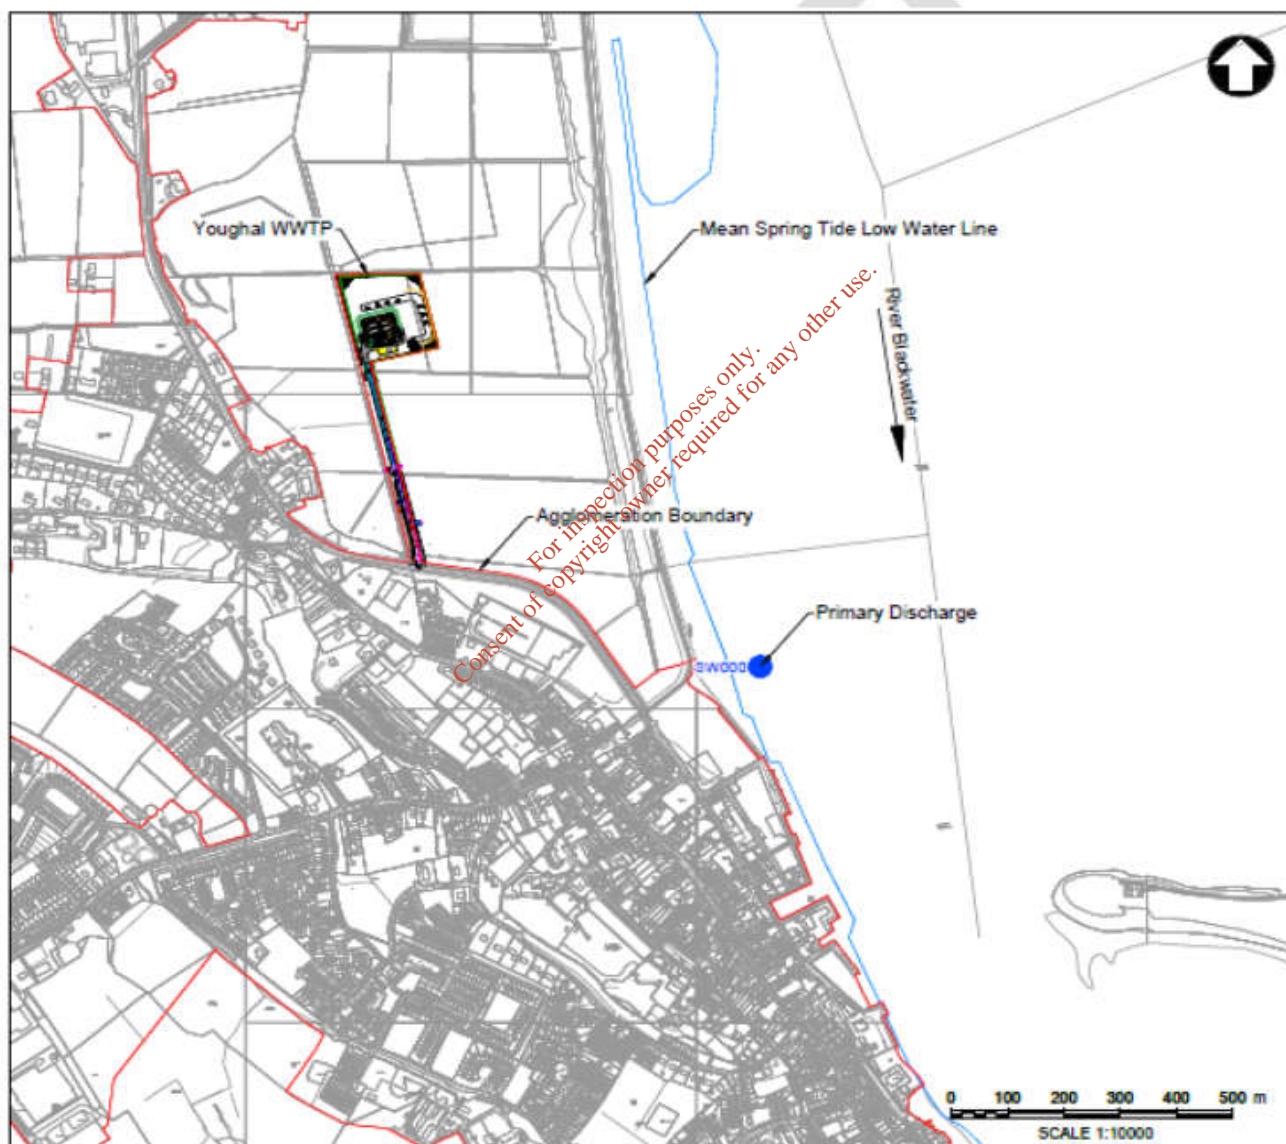 Youghal WWTP
Mean Spring Tide Low Water Line
River Blackwater
For inspection purposes only.
Consent of copyright owner required for any other use.
Agglomeration Boundary
Primary Discharge
SW000
0 100 200 300 400 500 m
SCALE 1:10000